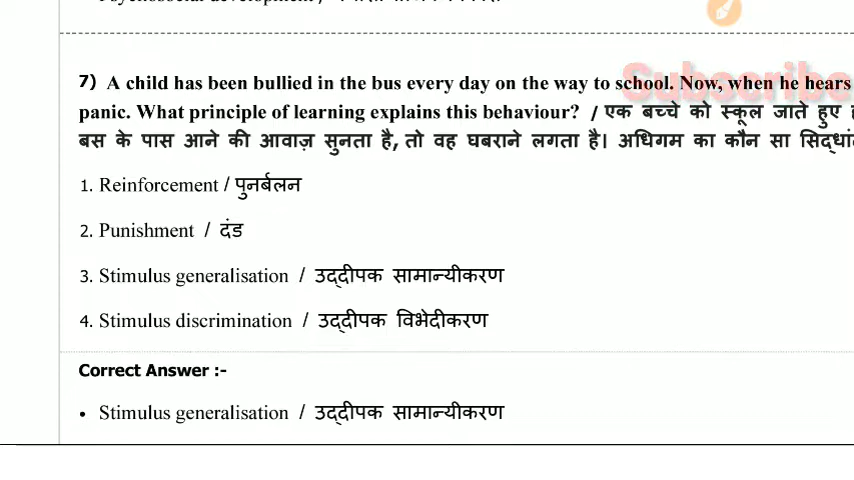 7) A child has been bullied in the bus every day on the way to school. Now, when he hears
panic. What principle of learning explains this behaviour? / एक बच्चे को स्कूल जाते हुए
बस के पास आने की आवाज़ सुनता है, तो वह घबराने लगता है। अधिगम का कौन सा
1. Reinforcement / पुनर्बलन
2. Punishment / दंड
3. Stimulus generalisation / उद्दीपक सामान्यीकरण
4. Stimulus discrimination / उद्दीपक विभेदीकरण
Correct Answer :-
• Stimulus generalisation / उद्दीपक सामान्यीकरण
Subscribe